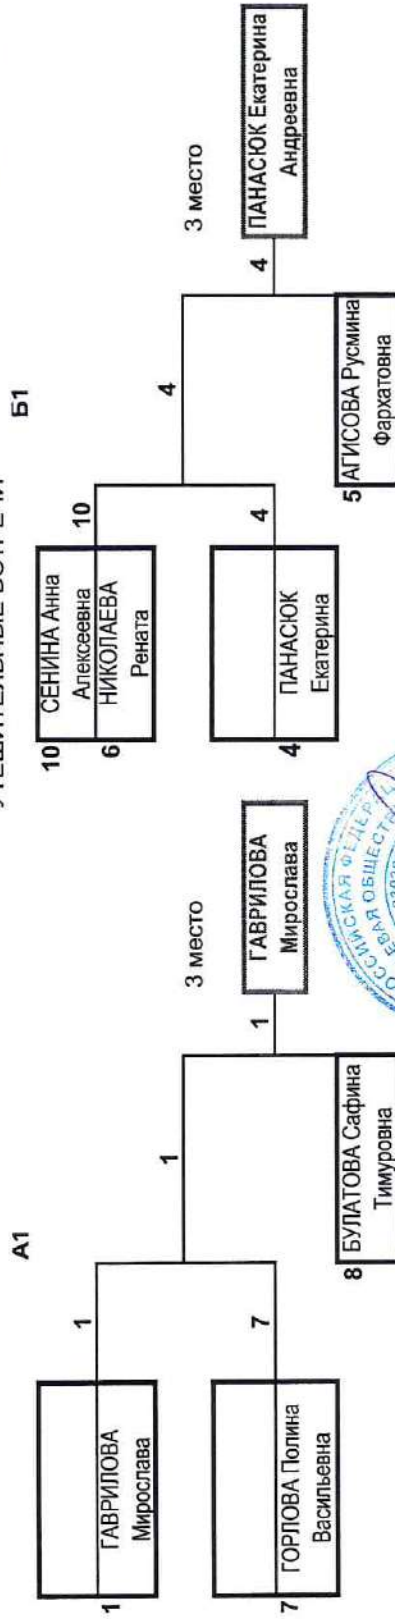 УТЕШИТЕЛЬНЫЕ ВСТРЕЧИ
А1
1
ГАВРИЛОВА
Мирослава
1
7
ГОРЛОВА Полина
Васильевна
7
1
8
БУЛАТОВА Сафина
Тимуровна
1
3 место
ГАВРИЛОВА
Мирослава
Б1
10
СЕНИНА Анна
Алексеевна
6
НИКОЛАЕВА
Рената
10
4
ПАНАСЮК
Екатерина
4
4
5
АГИСОВА Русмина
Фархатовна
4
3 место
ПАНАСЮК Екатерина
Андреевна